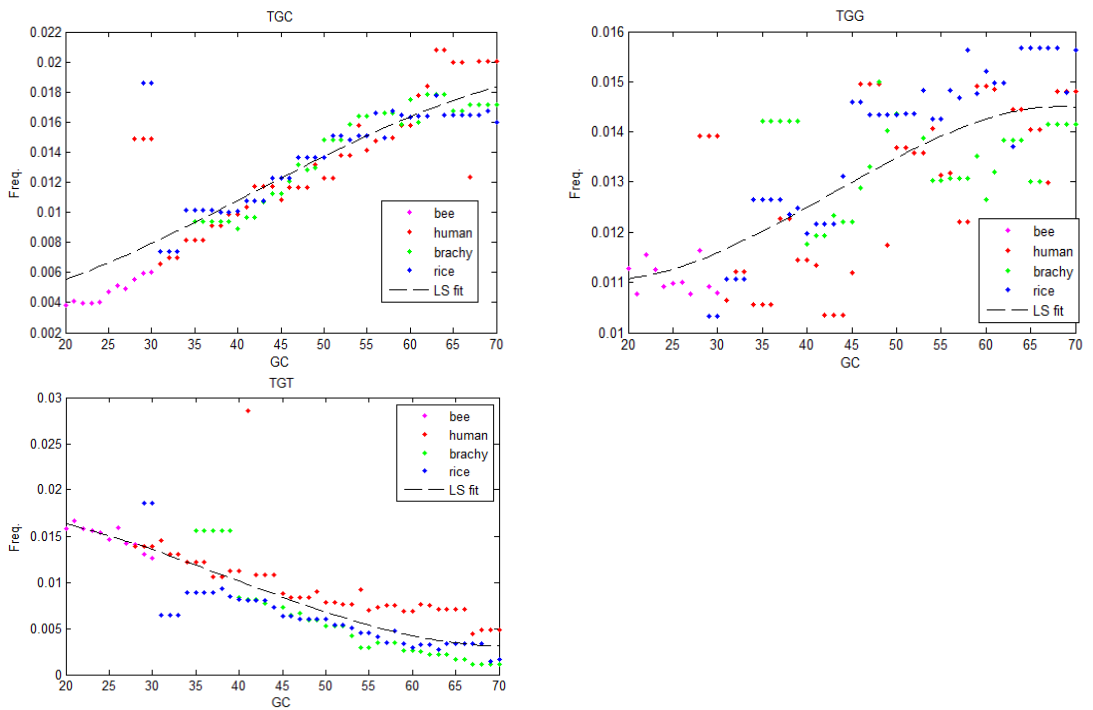 TGC
0.022
0.02
0.018
0.016
0.014
0.012
0.01
0.008
0.006
0.004
0.002
Freq.
20 25 30 35 40 45 50 55 60 65 70
GC
bee
human
brachy
rice
LS fit
TGG
0.016
0.015
0.014
0.013
0.012
0.011
0.01
Freq.
20 25 30 35 40 45 50 55 60 65 70
GC
bee
human
brachy
rice
LS fit
TGT
0.03
0.025
0.02
0.015
0.01
0.005
0
Freq.
20 25 30 35 40 45 50 55 60 65 70
GC
bee
human
brachy
rice
LS fit